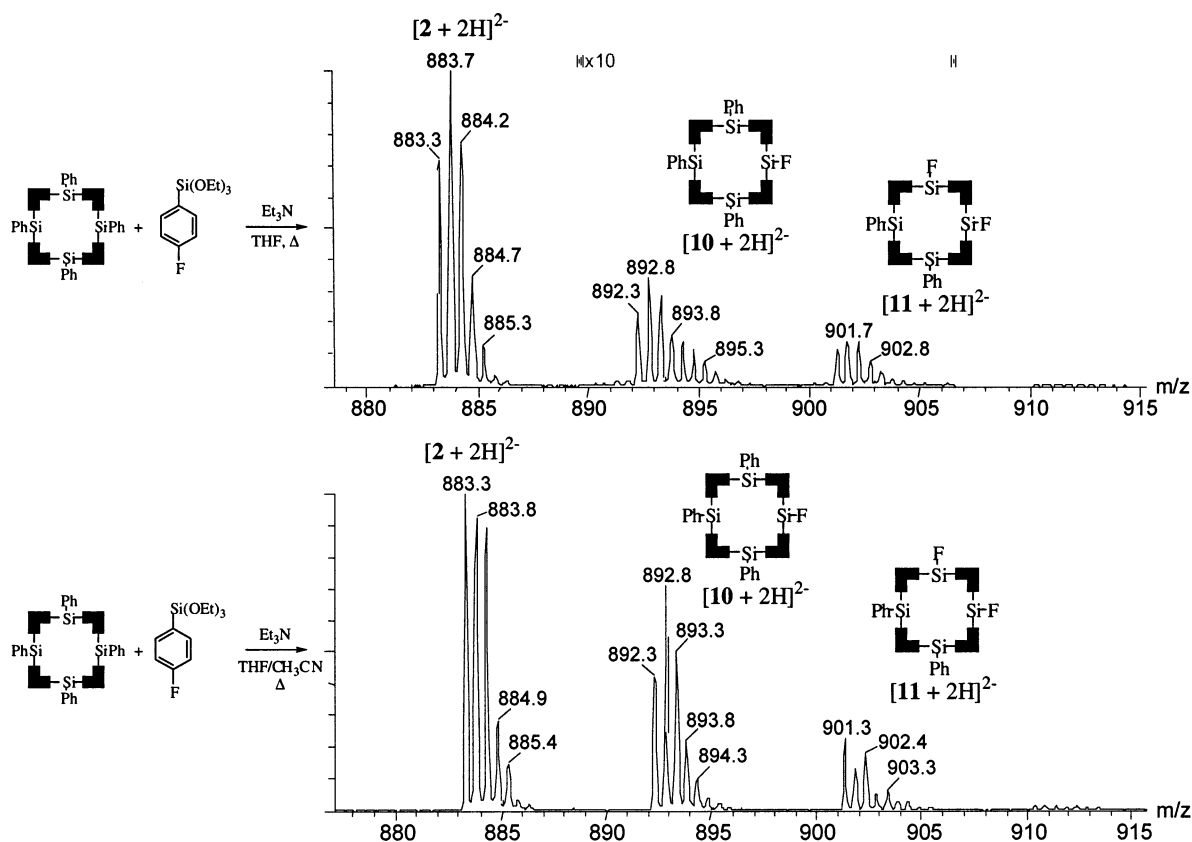 [2 + 2H]2-
883.7
883.3
884.2
884.7
885.3
x10
Ph
Si
PhSi
Si-F
Si
Ph
[10 + 2H]2-
892.8
892.3
893.8
895.3
F
Si
PhSi
Si-F
Si
Ph
[11 + 2H]2-
901.7
902.8
Ph
Si
PhSi
SiPh
Si
Ph
+
Si(OEt)3
F
Et3N
THF, Δ
880 885 890 895 900 905 910 915
m/z
[2 + 2H]2-
883.3
883.8
884.9
885.4
Ph
Si
PhSi
Si-F
Si
Ph
[10 + 2H]2-
892.8
892.3
893.3
893.8
894.3
F
Si
PhSi
Si-F
Si
Ph
[11 + 2H]2-
901.3
902.4
903.3
Ph
Si
PhSi
SiPh
Si
Ph
+
Si(OEt)3
F
Et3N
THF/CH3CN
Δ
880 885 890 895 900 905 910 915
m/z